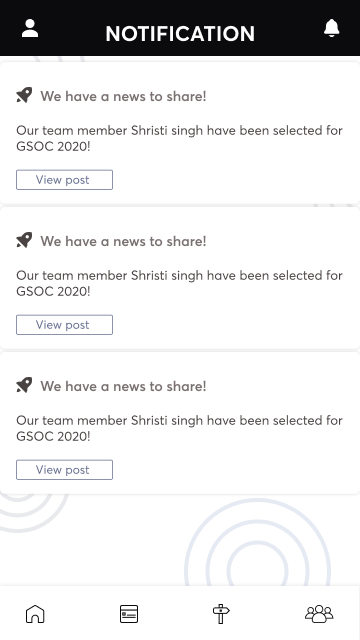 NOTIFICATION
We have a news to share!
Our team member Shristi singh have been selected for
GSOC 2020!
View post
We have a news to share!
Our team member Shristi singh have been selected for
GSOC 2020!
View post
We have a news to share!
Our team member Shristi singh have been selected for
GSOC 2020!
View post